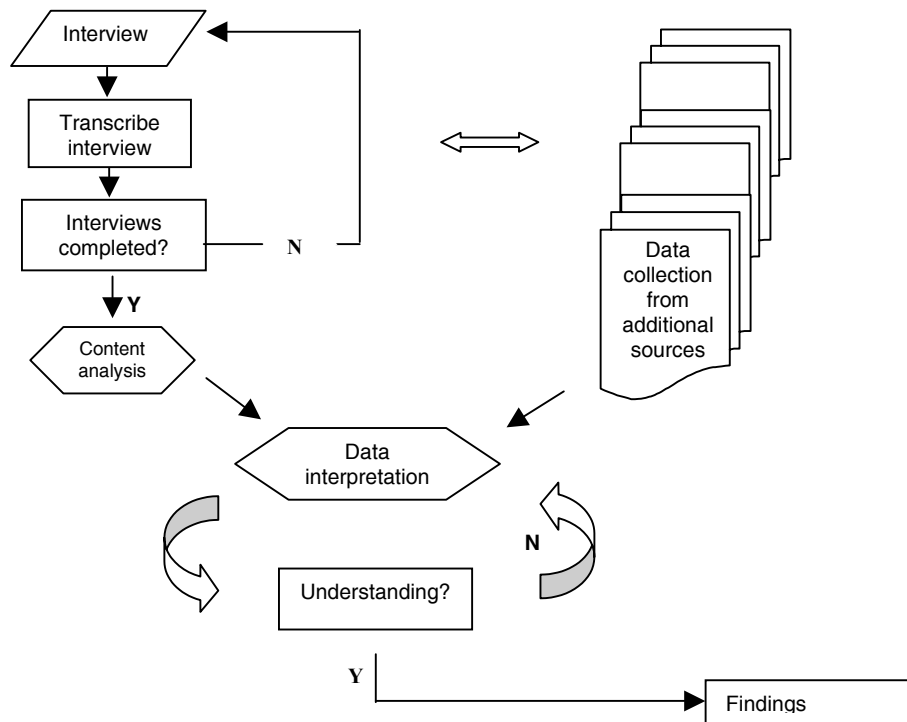 Interview
Transcribe
interview
Interviews
completed?
N
Y
Content
analysis
Data
collection
from
additional
sources
Data
interpretation
N
Understanding?
Y
Findings